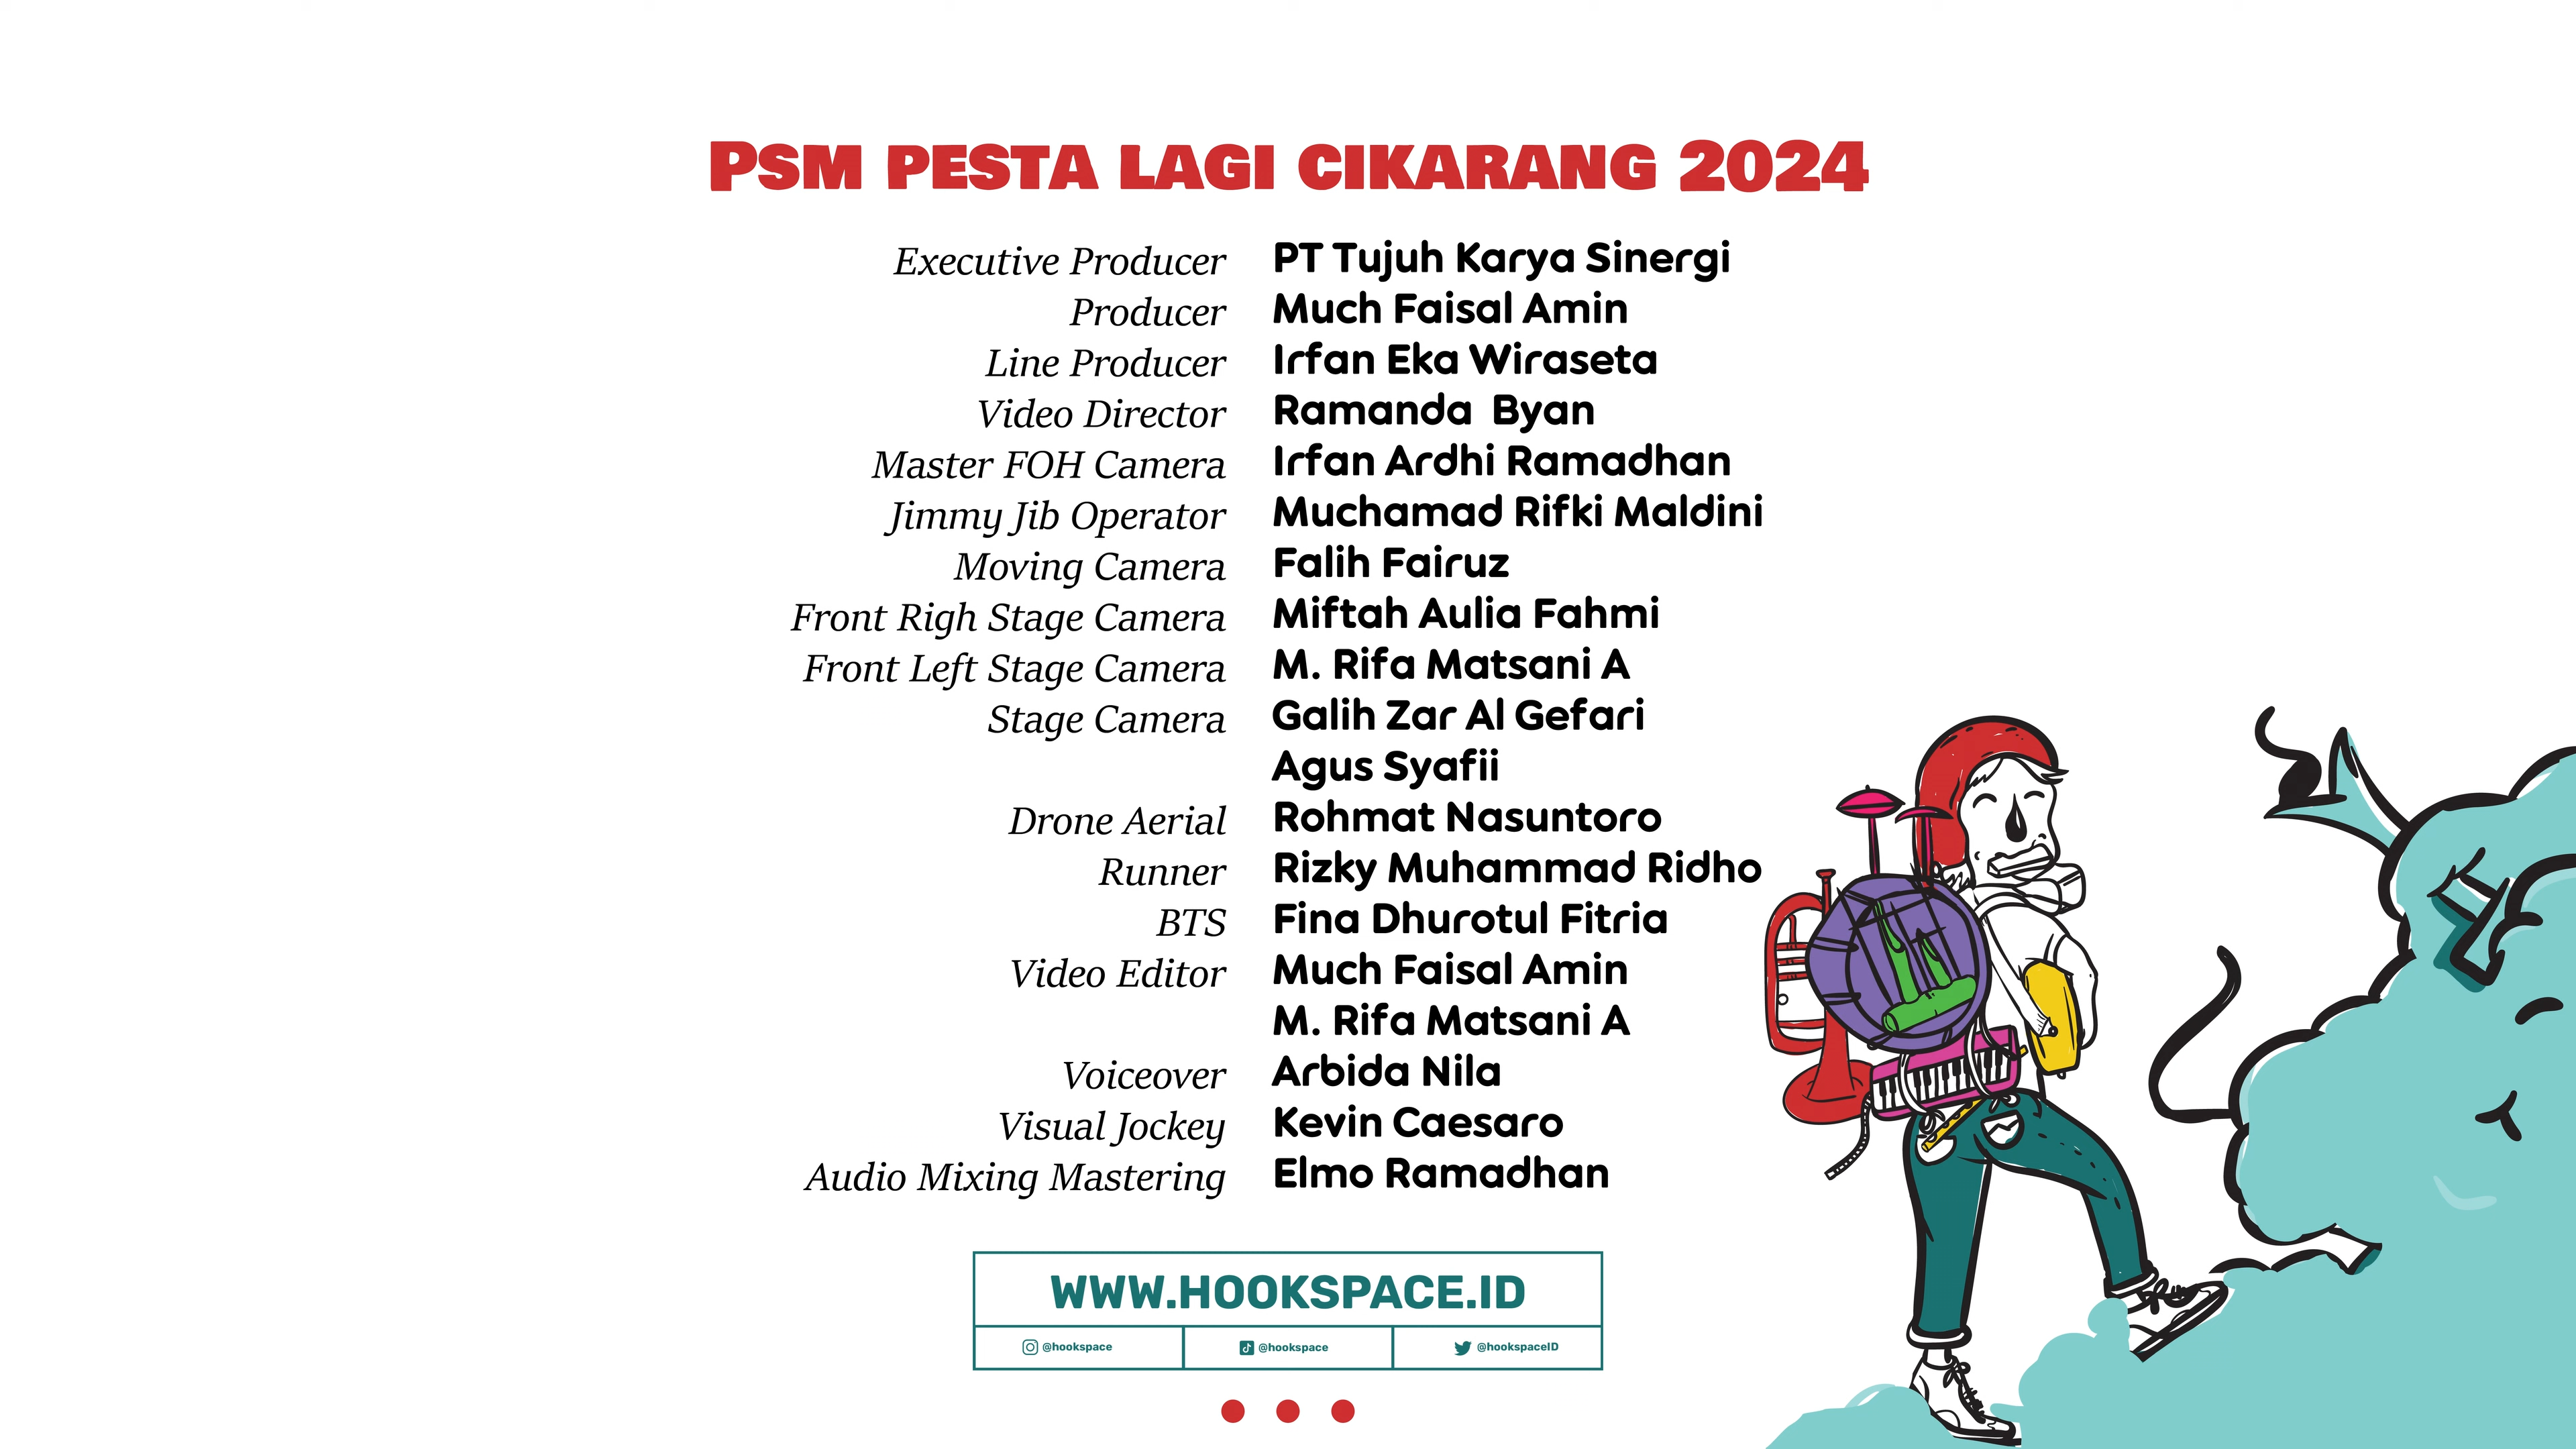 PSM PESTA LAGI CIKARANG 2024
Executive Producer PT Tujuh Karya Sinergi
Producer Much Faisal Amin
Line Producer Irfan Eka Wiraseta
Video Director Ramanda Byan
Master FOH Camera Irfan Ardhi Ramadhan
Jimmy Jib Operator Muchamad Rifki Maldini
Moving Camera Falih Fairuz
Front Righ Stage Camera Miftah Aulia Fahmi
Front Left Stage Camera M. Rifa Matsani A
Stage Camera Galih Zar Al Gefari
Agus Syafii
Drone Aerial Rohmat Nasuntoro
Runner Rizky Muhammad Ridho
BTS Fina Dhurotul Fitria
Video Editor Much Faisal Amin
M. Rifa Matsani A
Voiceover Arbida Nila
Visual Jockey Kevin Caesaro
Audio Mixing Mastering Elmo Ramadhan
WWW.HOOKSPACE.ID
@hookspace @hookspace @hookspaceID